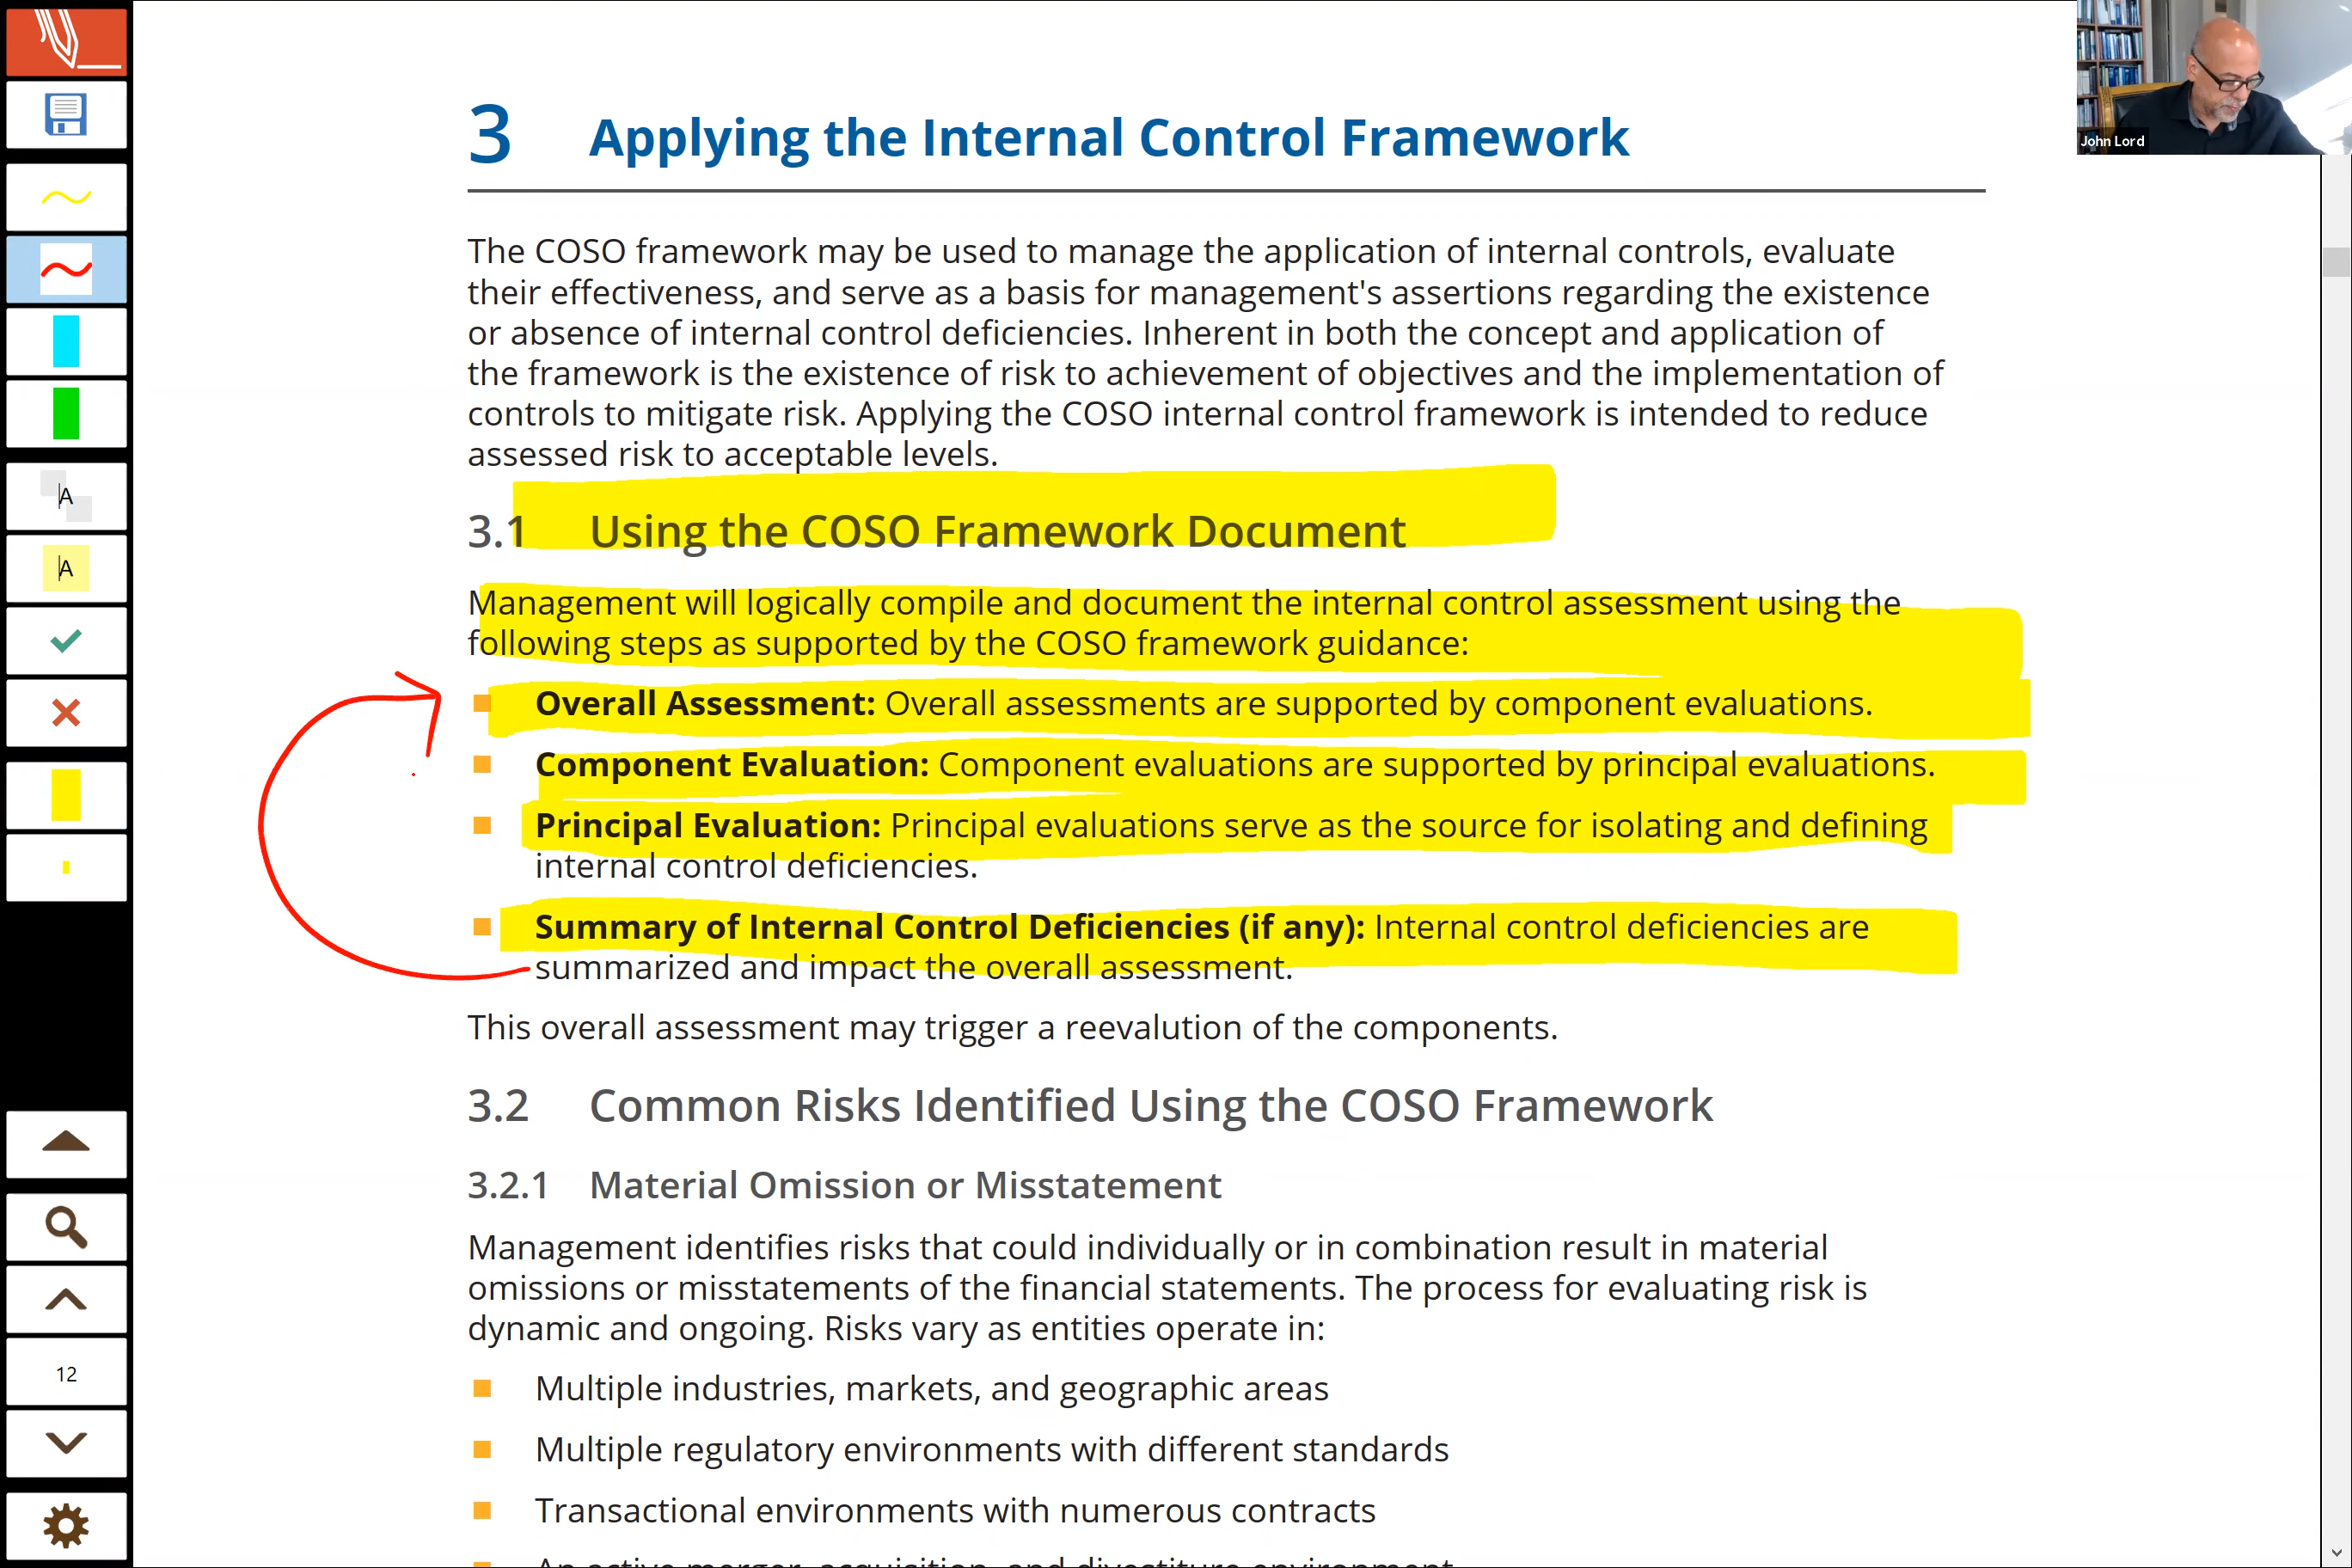 3 Applying the Internal Control Framework
John Lord
The COSO framework may be used to manage the application of internal controls, evaluate
their effectiveness, and serve as a basis for management's assertions regarding the existence
or absence of internal control deficiencies. Inherent in both the concept and application of
the framework is the existence of risk to achievement of objectives and the implementation of
controls to mitigate risk. Applying the COSO internal control framework is intended to reduce
assessed risk to acceptable levels.
3.1 Using the COSO Framework Document
Management will logically compile and document the internal control assessment using the
following steps as supported by the COSO framework guidance:
Overall Assessment: Overall assessments are supported by component evaluations.
Component Evaluation: Component evaluations are supported by principal evaluations.
Principal Evaluation: Principal evaluations serve as the source for isolating and defining
internal control deficiencies.
Summary of Internal Control Deficiencies (if any): Internal control deficiencies are
summarized and impact the overall assessment.
This overall assessment may trigger a reevalution of the components.
3.2 Common Risks Identified Using the COSO Framework
3.2.1 Material Omission or Misstatement
Management identifies risks that could individually or in combination result in material
omissions or misstatements of the financial statements. The process for evaluating risk is
dynamic and ongoing. Risks vary as entities operate in:
Multiple industries, markets, and geographic areas
Multiple regulatory environments with different standards
Transactional environments with numerous contracts
An active merger, acquisition, and divestiture environment
A
A
12